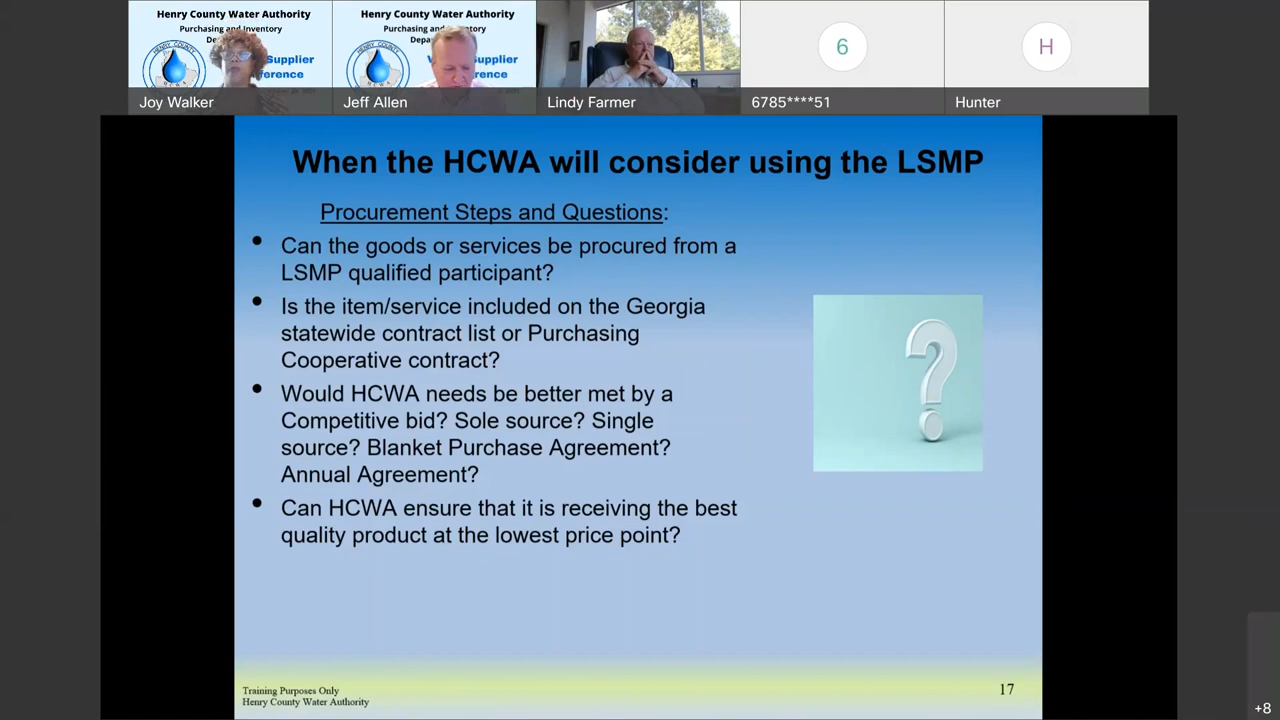 Henry County Water Authority
Purchasing and Inventory
Supplier
ference
HENRY COUNTY
Joy Walker
Henry County Water Authority
Purchasing and
Supplier
ference
HENRY COUNTY
Jeff Allen
Lindy Farmer
6
6785****51
H
Hunter
When the HCWA will consider using the LSMP
Procurement Steps and Questions:
• Can the goods or services be procured from a
LSMP qualified participant?
• Is the item/service included on the Georgia
statewide contract list or Purchasing
Cooperative contract?
• Would HCWA needs be better met by a
Competitive bid? Sole source? Single
source? Blanket Purchase Agreement?
Annual Agreement?
• Can HCWA ensure that it is receiving the best
quality product at the lowest price point?
?
Training Purposes Only
Henry County Water Authority
17
+8